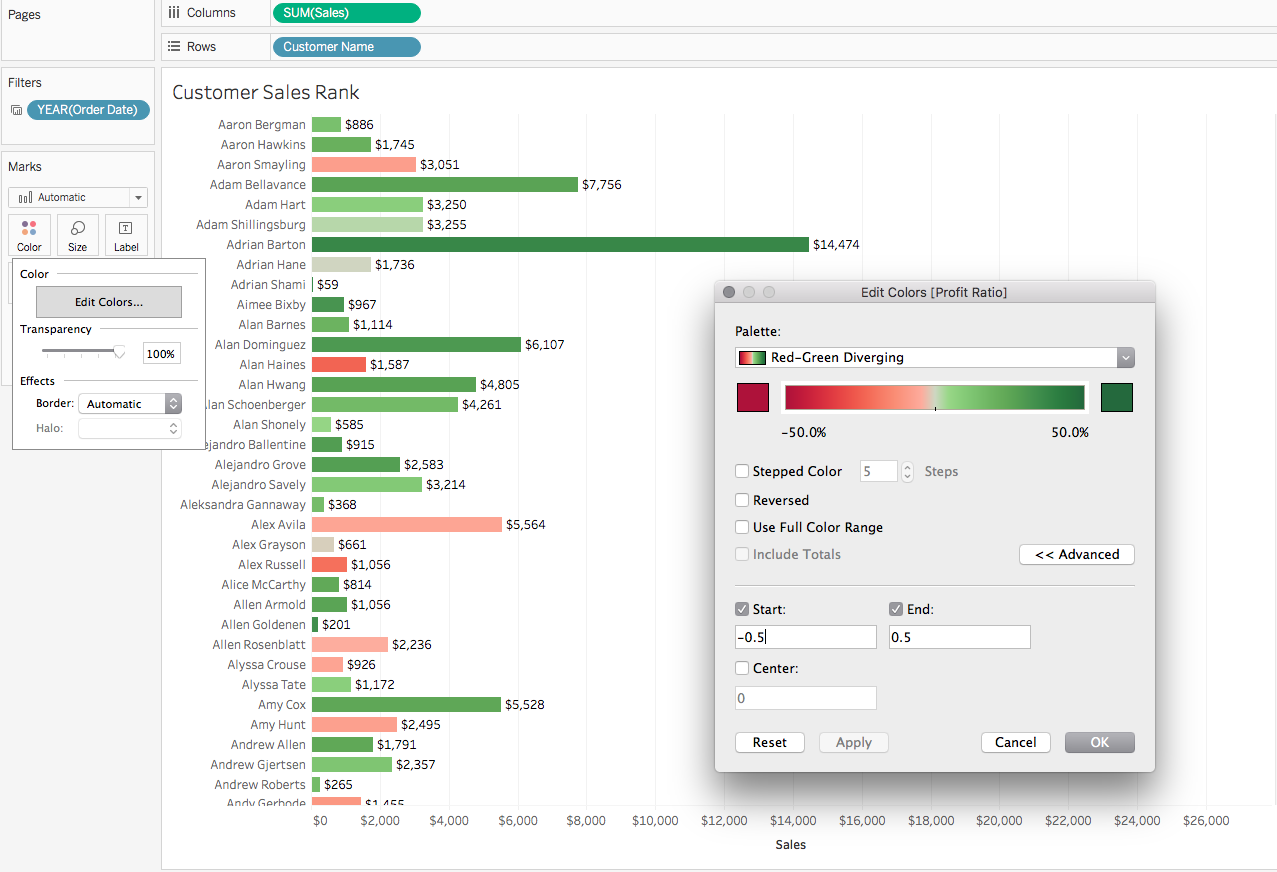 Pages
Columns SUM(Sales)
Rows Customer Name
Filters
YEAR(Order Date)
Marks
Automatic
Color Size Label
Color
Edit Colors...
Transparency
100%
Effects
Border: Automatic
Halo:
Customer Sales Rank
Aaron Bergman $886
Aaron Hawkins $1,745
Aaron Smayling $3,051
Adam Bellavance $7,756
Adam Hart $3,250
Adam Shillingsburg $3,255
Adrian Barton $14,474
Adrian Hane $1,736
Adrian Shami $59
Aimee Bixby $967
Alan Barnes $1,114
Alan Dominguez $6,107
Alan Haines $1,587
Alan Hwang $4,805
Alan Schoenberger $4,261
Alan Shonely $585
ejandro Ballentine $915
Alejandro Grove $2,583
Alejandro Savely $3,214
Aleksandra Gannaway $368
Alex Avila $5,564
Alex Grayson $661
Alex Russell $1,056
Alice McCarthy $814
Allen Armold $1,056
Allen Goldenen $201
Allen Rosenblatt $2,236
Alyssa Crouse $926
Alyssa Tate $1,172
Amy Cox $5,528
Amy Hunt $2,495
Andrew Allen $1,791
Andrew Gjertsen $2,357
Andrew Roberts $265
Andy Gerbode $1,455
$0 $2,000 $4,000 $6,000 $8,000 $10,000 $12,000 $14,000 $16,000 $18,000 $20,000 $22,000 $24,000 $26,000
Sales
Edit Colors [Profit Ratio]
Palette:
Red-Green Diverging
-50.0% 50.0%
Stepped Color 5 Steps
Reversed
Use Full Color Range
Include Totals << Advanced
Start: End:
-0.5 0.5
Center:
0
Reset Apply Cancel OK